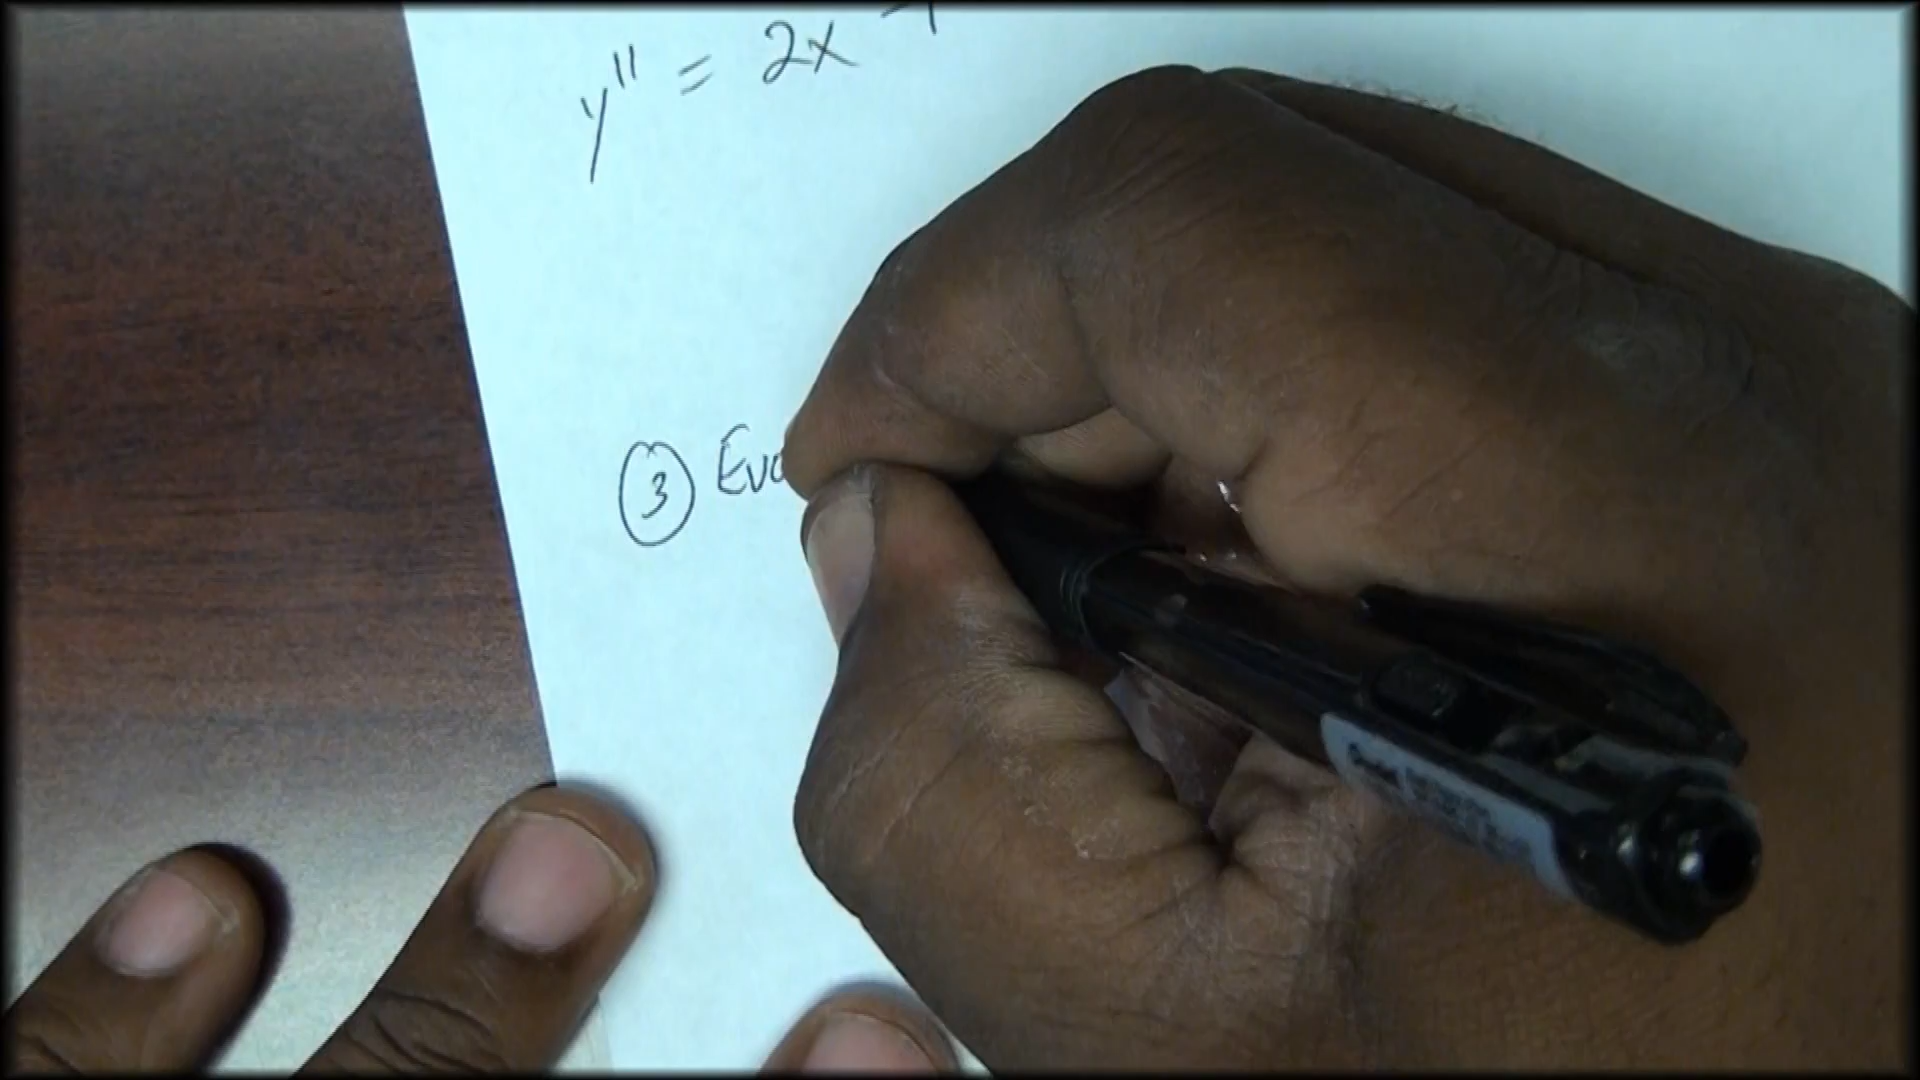 y'' = 2x
③ Eva